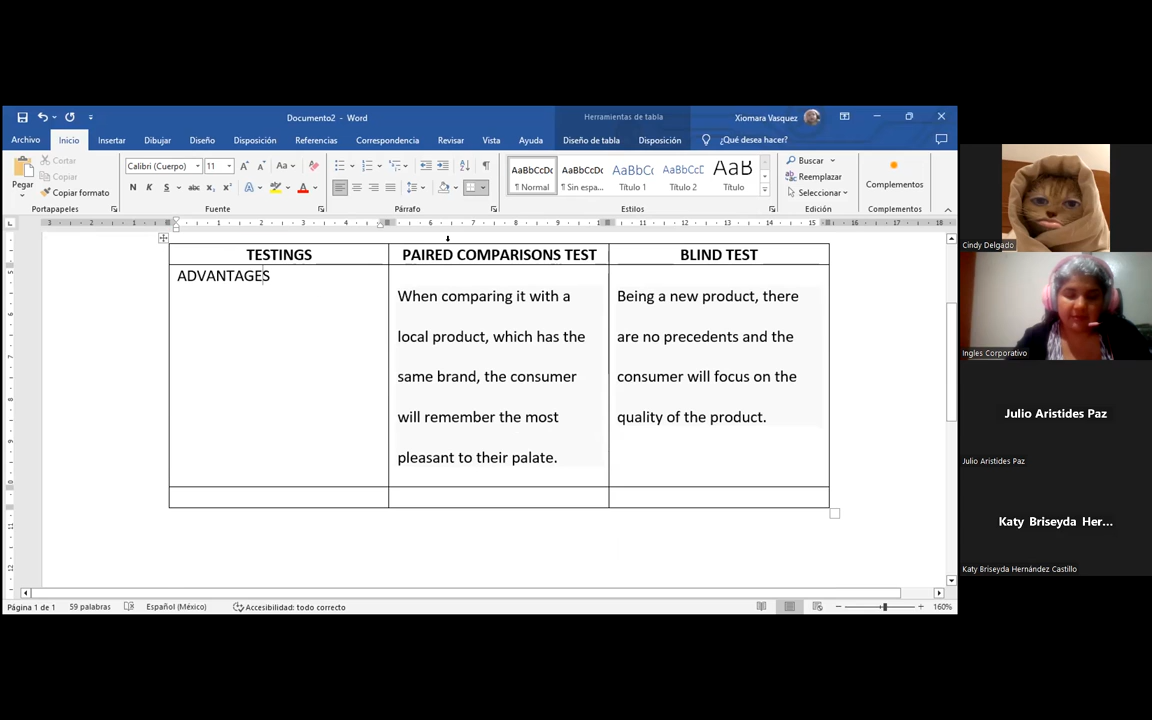 Documento2 - Word
Herramientas de tabla
Xiomara Vasquez
Archivo Inicio Insertar Dibujar Diseño Disposición Referencias Correspondencia Revisar Vista Ayuda Diseño de tabla Disposición ¿Qué desea hacer?
Pegar
Cortar
Copiar
Copiar formato
Portapapeles
Calibri (Cuerpo) 11
N K S abc x₂ x²
Fuente
Párrafo
AaBbCcDc AaBbCcDc AaBbCc AaBbCcD AaB
¶ Normal ¶ Sin espa... Título 1 Título 2 Título
Estilos
Buscar
Reemplazar
Seleccionar
Edición
Complementos
Complementos
TESTINGS PAIRED COMPARISONS TEST BLIND TEST
ADVANTAGES
When comparing it with a
local product, which has the
same brand, the consumer
will remember the most
pleasant to their palate.
Being a new product, there
are no precedents and the
consumer will focus on the
quality of the product.
Página 1 de 1 59 palabras Español (México) Accesibilidad: todo correcto 160%
Cindy Delgado
Ingles Corporativo
Julio Aristides Paz
Julio Aristides Paz
Katy Briseyda Her...
Katy Briseyda Hernández Castillo